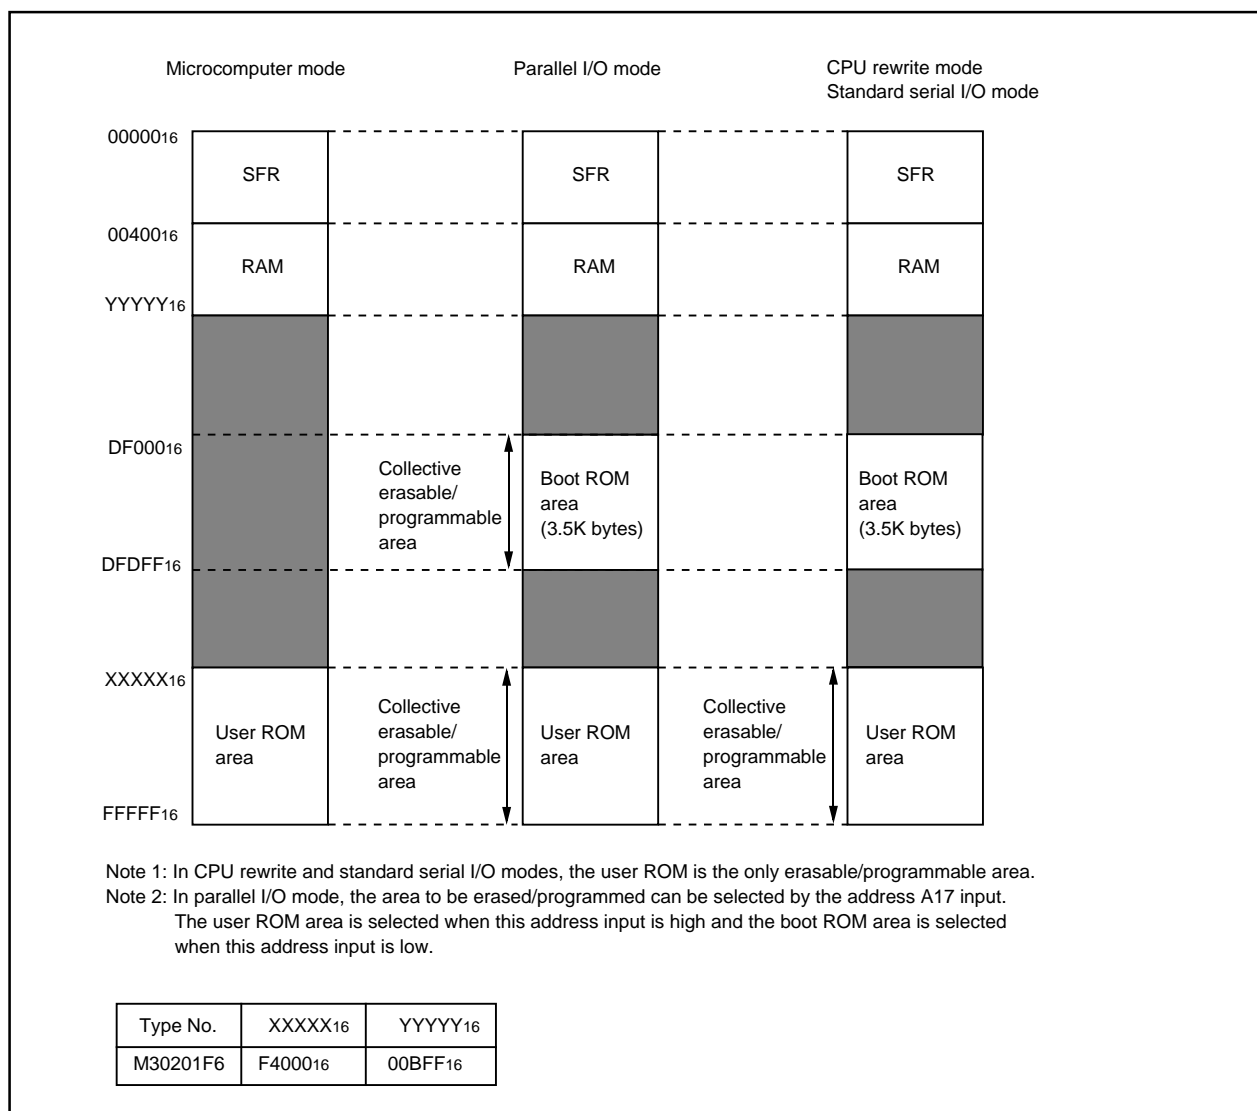 Microcomputer mode
Parallel I/O mode
CPU rewrite mode
Standard serial I/O mode
0000016
SFR
SFR
SFR
0040016
RAM
RAM
RAM
YYYYY16
DF00016
Collective
erasable/
programmable
area
Boot ROM
area
(3.5K bytes)
Boot ROM
area
(3.5K bytes)
DFDFF16
XXXXX16
User ROM
area
Collective
erasable/
programmable
area
User ROM
area
Collective
erasable/
programmable
area
User ROM
area
FFFFF16
Note 1: In CPU rewrite and standard serial I/O modes, the user ROM is the only erasable/programmable area.
Note 2: In parallel I/O mode, the area to be erased/programmed can be selected by the address A17 input.
The user ROM area is selected when this address input is high and the boot ROM area is selected
when this address input is low.
Type No. XXXXX16 YYYYY16
M30201F6 F400016 00BFF16